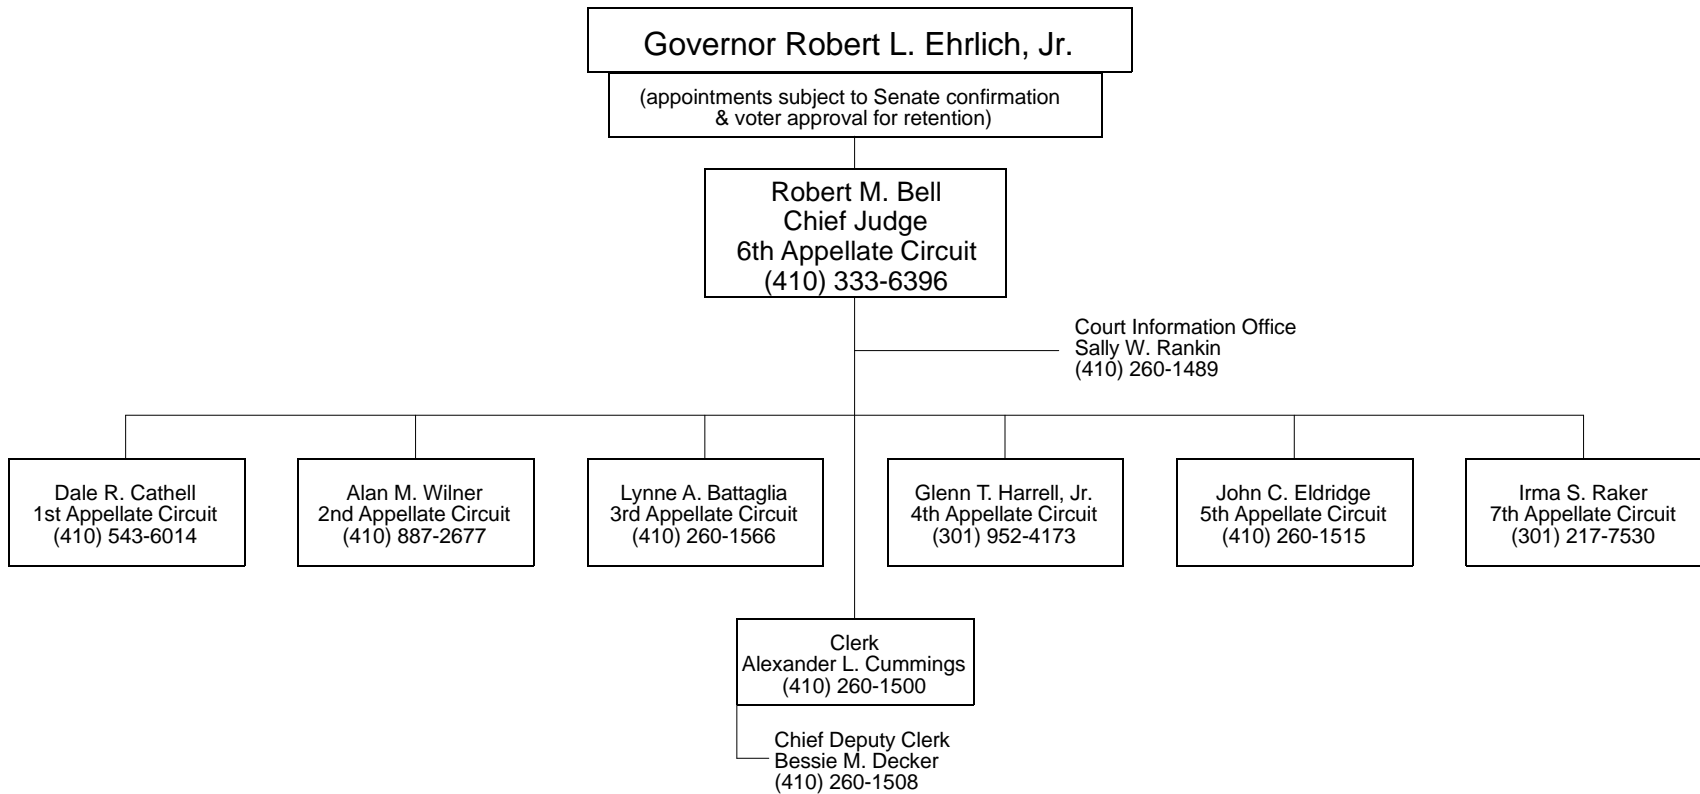 Governor Robert L. Ehrlich, Jr.
(appointments subject to Senate confirmation
& voter approval for retention)
Robert M. Bell
Chief Judge
6th Appellate Circuit
(410) 333-6396
Court Information Office
Sally W. Rankin
(410) 260-1489
Dale R. Cathell
1st Appellate Circuit
(410) 543-6014
Alan M. Wilner
2nd Appellate Circuit
(410) 887-2677
Lynne A. Battaglia
3rd Appellate Circuit
(410) 260-1566
Glenn T. Harrell, Jr.
4th Appellate Circuit
(301) 952-4173
John C. Eldridge
5th Appellate Circuit
(410) 260-1515
Irma S. Raker
7th Appellate Circuit
(301) 217-7530
Clerk
Alexander L. Cummings
(410) 260-1500
Chief Deputy Clerk
Bessie M. Decker
(410) 260-1508